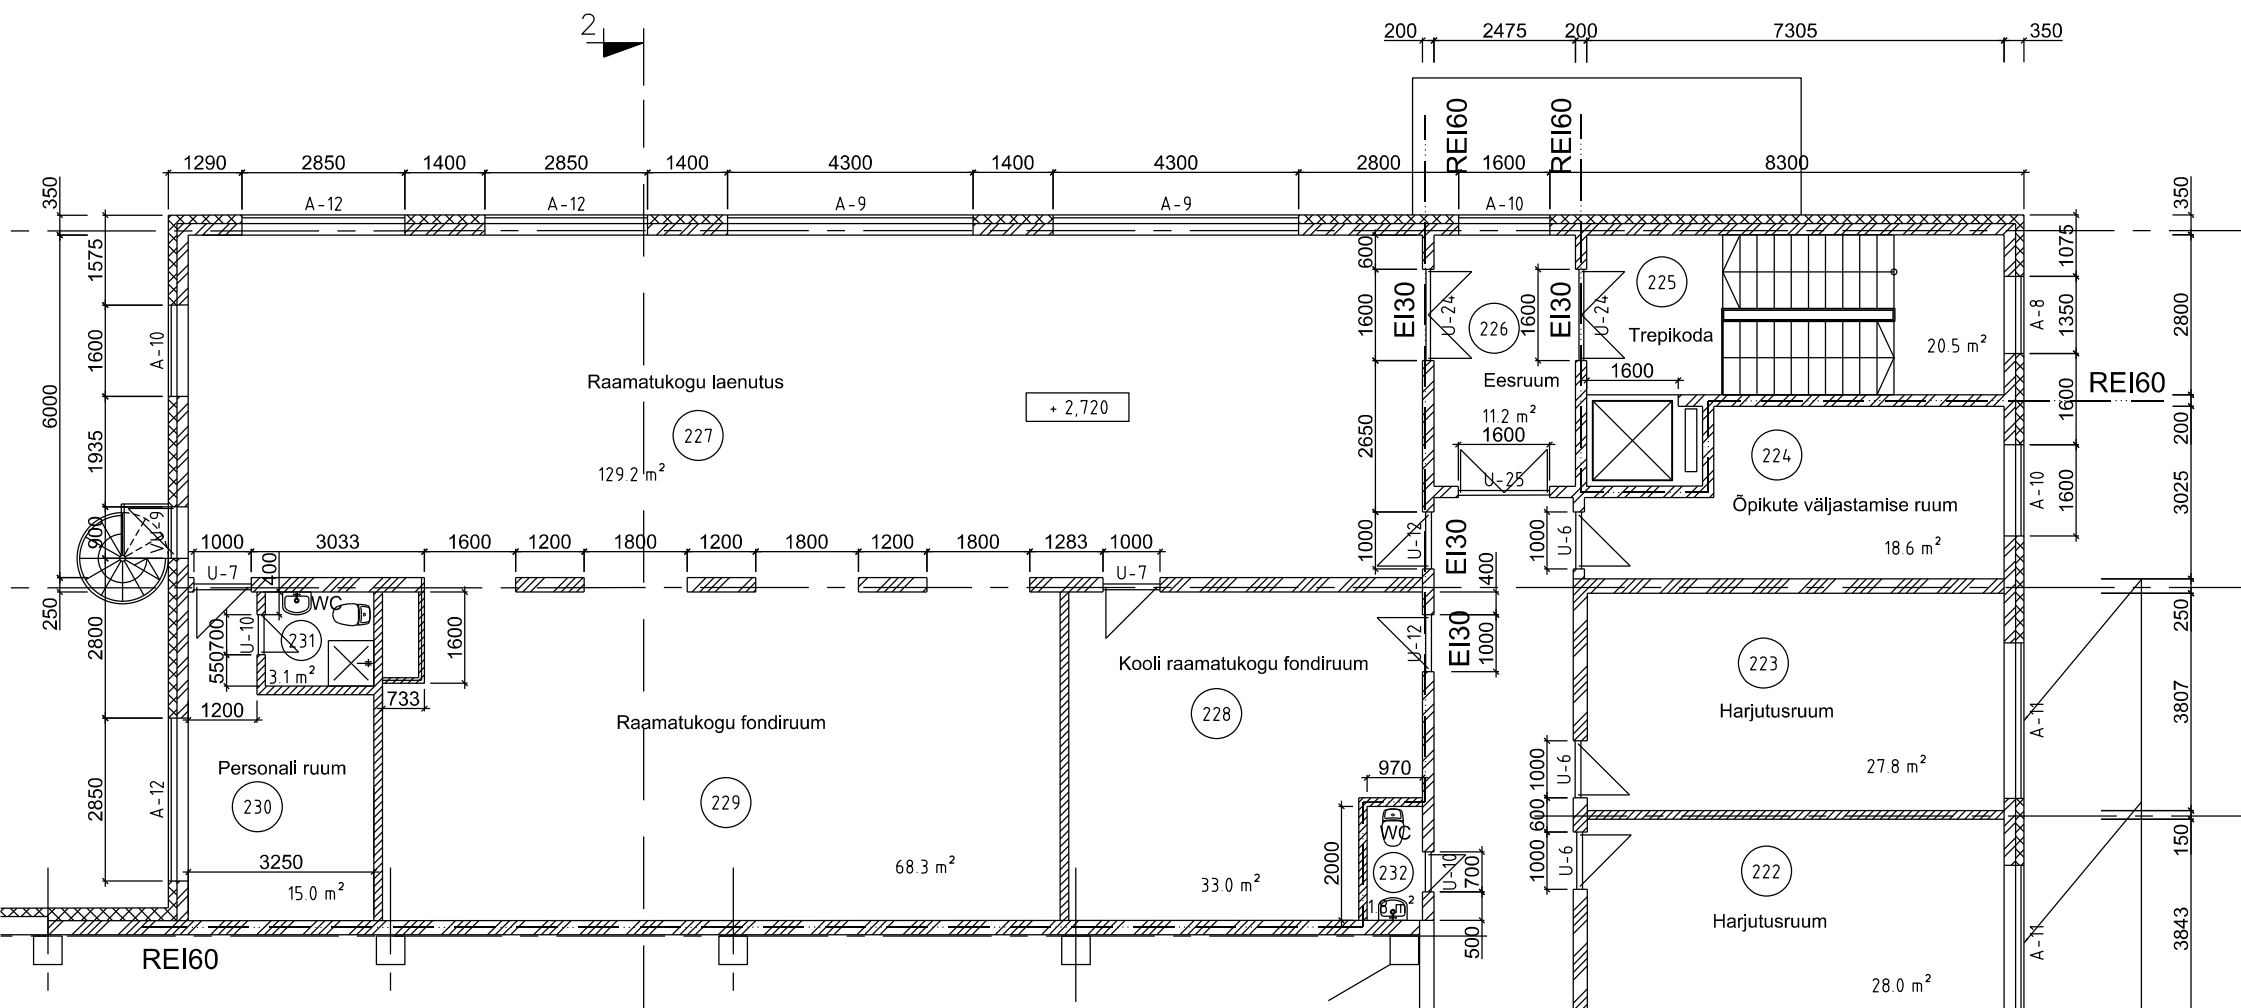 2
200 2475 200 7305 350
REI60 REI60
1290 2850 1400 2850 1400 4300 1400 4300 2800 1600 8300
350 350
A-12 A-12 A-9 A-9 A-10
1575
600
1075
225
1600
A-10
EI30
1600
U-24
226
1600
EI30
U-24
Trepikoda
20.5 m²
A-8
1350
2800
Raamatukogu laenutus
Eesruum
1600
REI60
6000
+ 2,720
11.2 m²
1600
1600
200
227
2650
224
1935
129.2 m²
U-25
A-10
1600
3025
Õpikute väljastamise ruum
900
VU-9
1000 3033 1600 1200 1800 1200 1800 1200 1800 1283 1000
1000
U-12
EI30
1000
U-6
18.6 m²
U-7
400
U-7
400
250
WC
250
2800
550 700
U-10
231
3.1 m²
1600
U-12
EI30
1000
Kooli raamatukogu fondiruum
223
1200
733
228
Raamatukogu fondiruum
Harjutusruum
A-11
3807
Personali ruum
970
1000
U-6
27.8 m²
2850
A-12
230
229
600
150
WC
3250
68.3 m²
2000
232
U-10
700
1000
U-6
222
15.0 m²
33.0 m²
1.8 m²
Harjutusruum
A-11
3843
REI60
500
28.0 m²